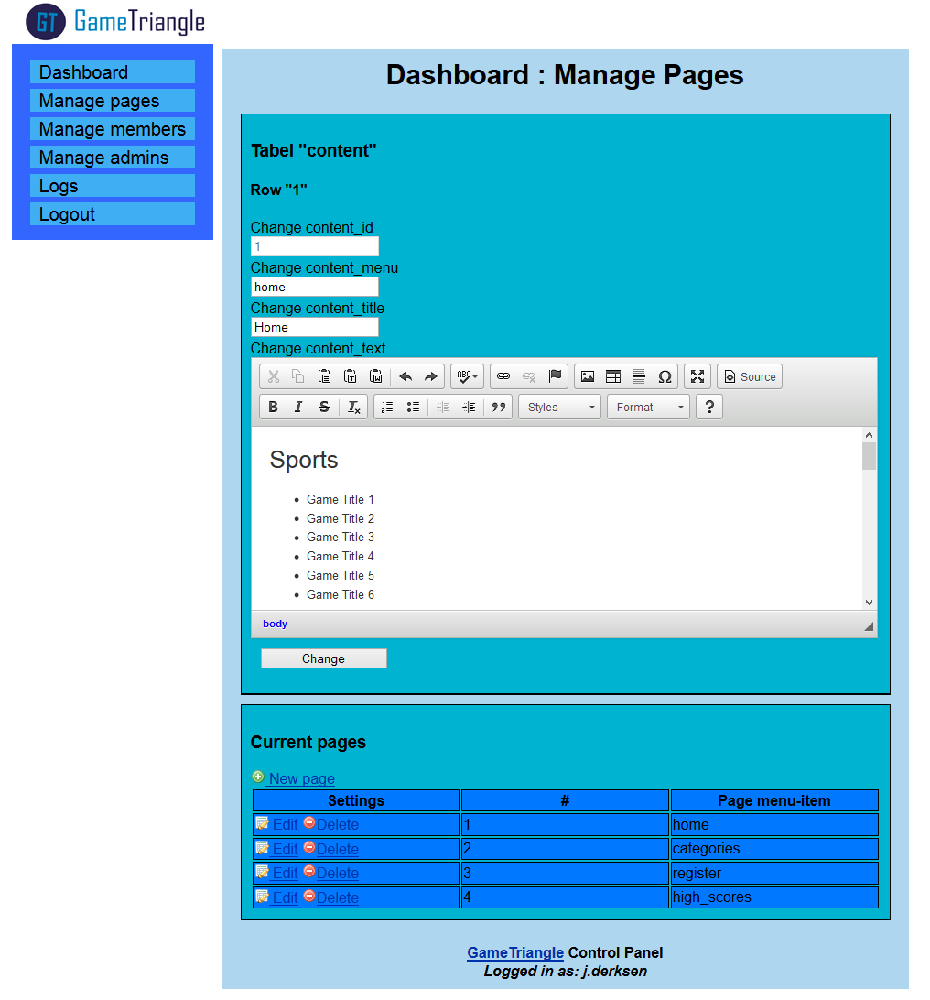 GT GameTriangle
Dashboard
Manage pages
Manage members
Manage admins
Logs
Logout
Dashboard : Manage Pages
Tabel "content"
Row "1"
Change content_id
1
Change content_menu
home
Change content_title
Home
Change content_text
ABC Ω Source
B I S Ix Styles Format ?
Sports
• Game Title 1
• Game Title 2
• Game Title 3
• Game Title 4
• Game Title 5
• Game Title 6
body
Change
Current pages
New page
Settings # Page menu-item
Edit Delete 1 home
Edit Delete 2 categories
Edit Delete 3 register
Edit Delete 4 high_scores
GameTriangle Control Panel
Logged in as: j.derksen